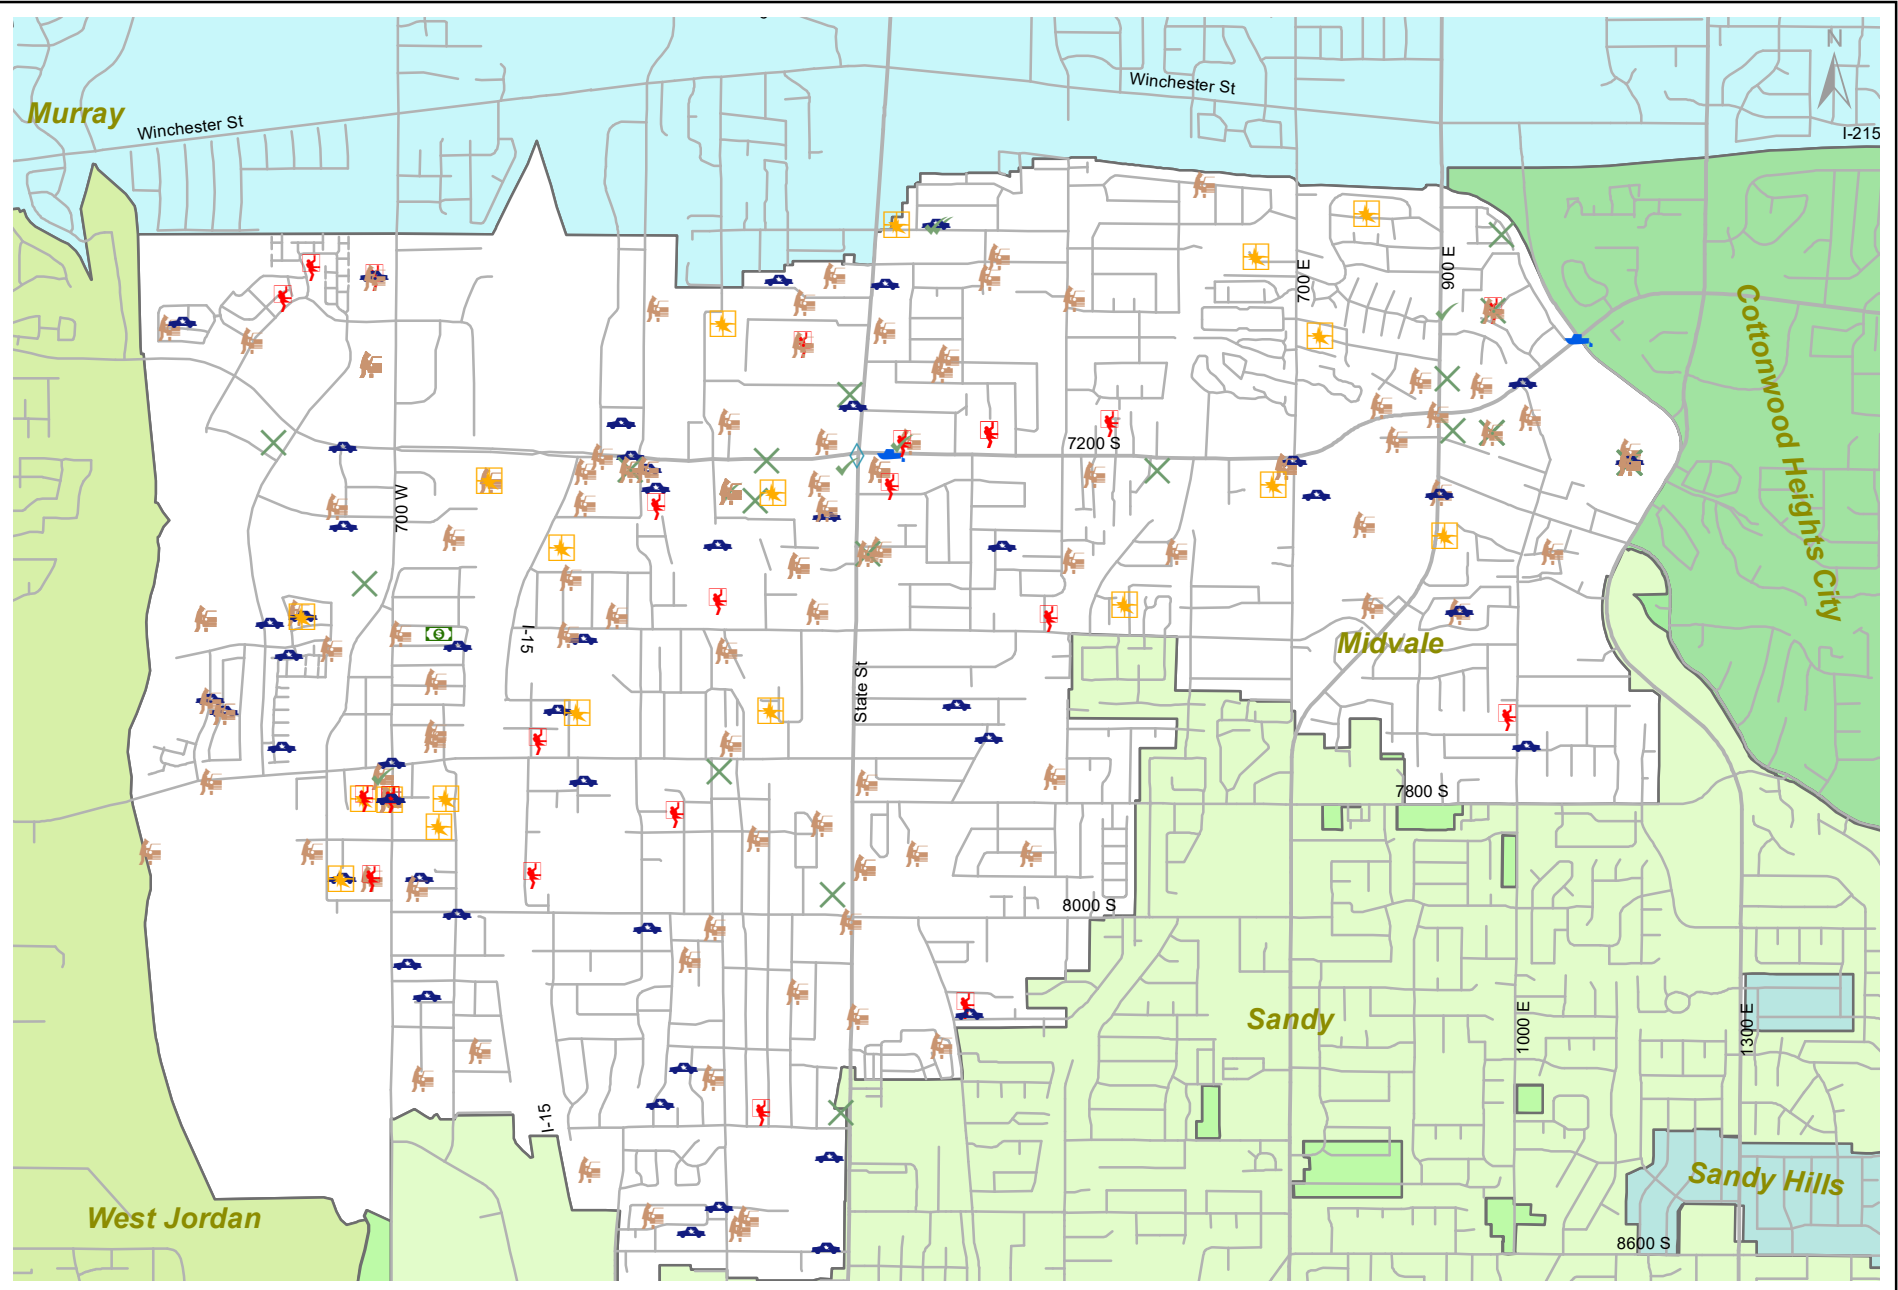 N
Winchester St
Murray
Winchester St
I-215
900 E
700 E
Cottonwood Heights City
7200 S
700 W
I-15
Midvale
State St
7800 S
8000 S
Sandy
1000 E
1300 E
I-15
Sandy Hills
West Jordan
8600 S